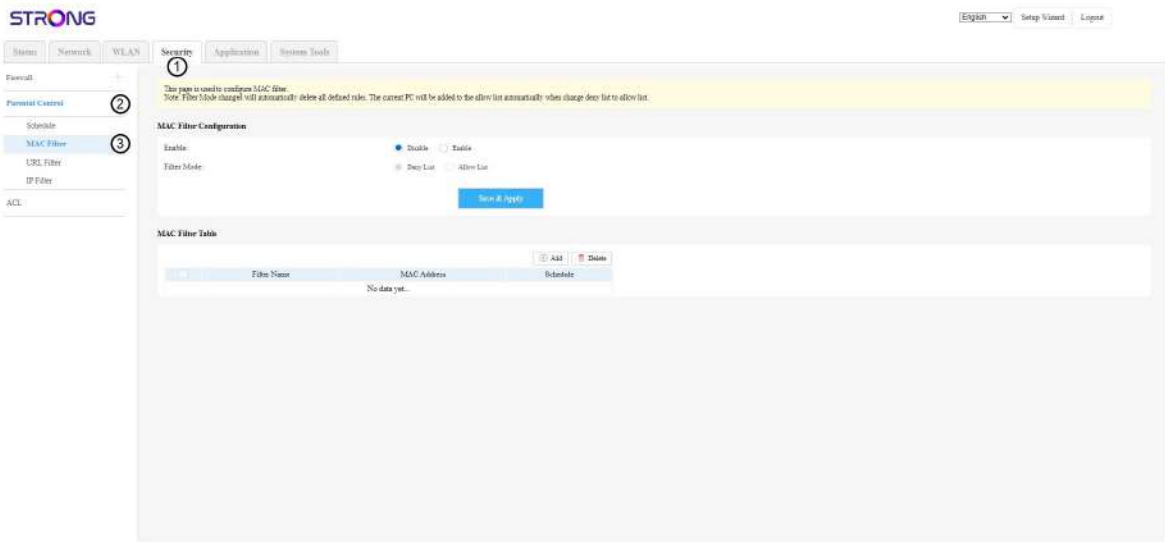 STRONG
English Setup Wizard Logout
Status Network WLAN Security Application System Tools
1
Firewall
Parental Control 2
Schedule
MAC Filter 3
URL Filter
IP Filter
ACL
This page is used to configure MAC filter.
Note: Filter Mode changed will automatically delete all defined rules. The current PC will be added to the allow list automatically when change deny list to allow list.
MAC Filter Configuration
Enable: Disable Enable
Filter Mode: Deny List Allow List
Save & Apply
MAC Filter Table
Add Delete
Filter Name MAC Address Schedule
No data yet...